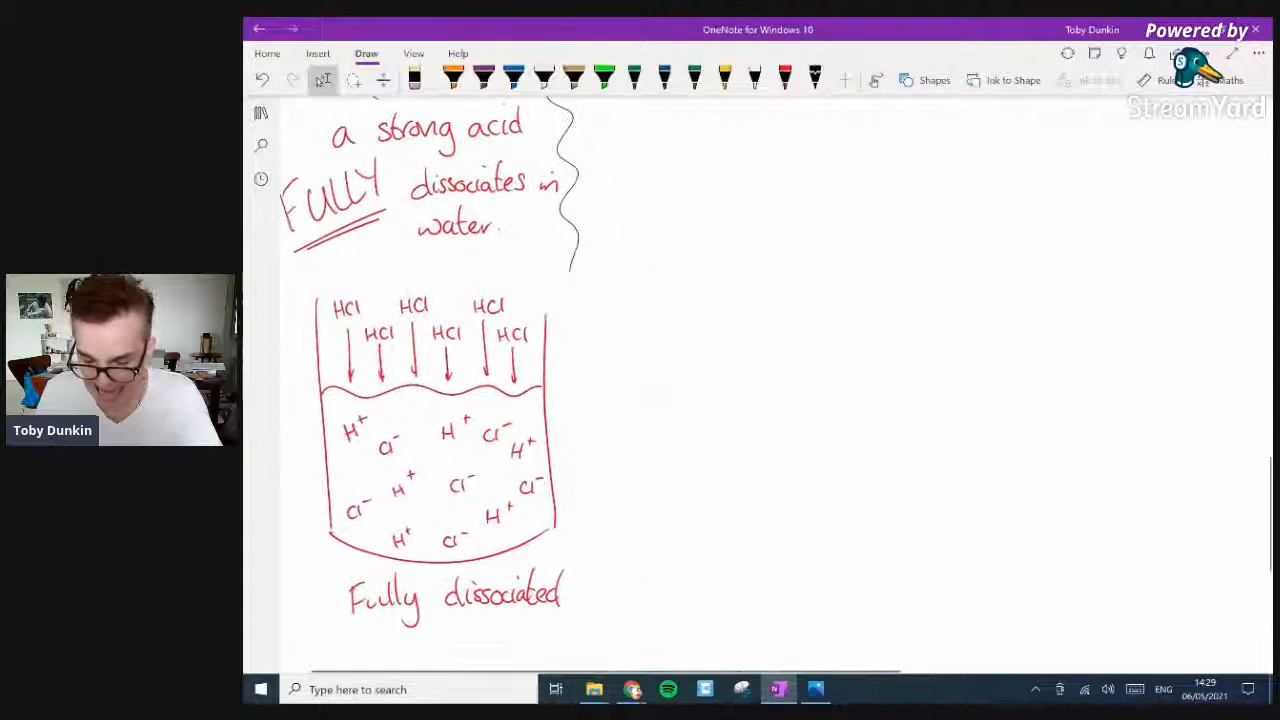 OneNote for Windows 10
Toby Dunkin
Powered by
StreamYard
Home Insert Draw View Help
Shapes
Ink to Shape
Maths
a strong acid
FULLY dissociates in
water.
HCl HCl HCl
HCl HCl HCl
H+ Cl- H+ Cl- H+
Cl- H+ Cl- H+ Cl-
H+ Cl-
Fully dissociated
Toby Dunkin
Type here to search
ENG
14:29
06/05/2021